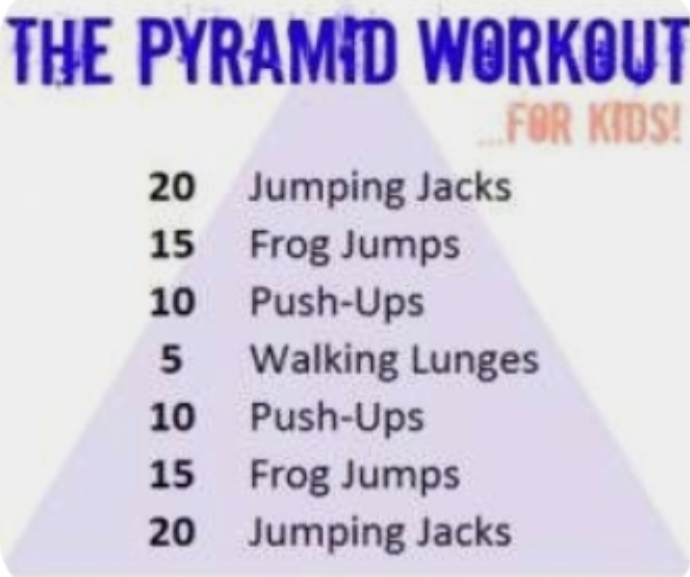 THE PYRAMID WORKOUT
...FOR KIDS!
20 Jumping Jacks
15 Frog Jumps
10 Push-Ups
5 Walking Lunges
10 Push-Ups
15 Frog Jumps
20 Jumping Jacks